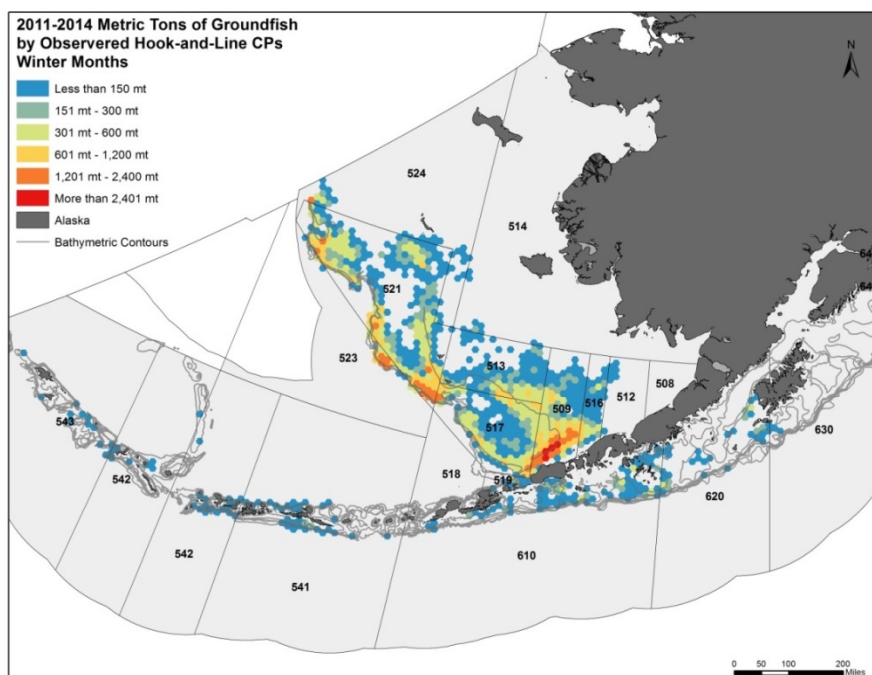 2011-2014 Metric Tons of Groundfish
by Observered Hook-and-Line CPs
Winter Months
Less than 150 mt
151 mt - 300 mt
301 mt - 600 mt
601 mt - 1,200 mt
1,201 mt - 2,400 mt
More than 2,401 mt
Alaska
Bathymetric Contours
N
524
514
521
523
513
509
516
512
508
517
518
519
543
542
542
541
610
620
630
0 50 100 200
Miles